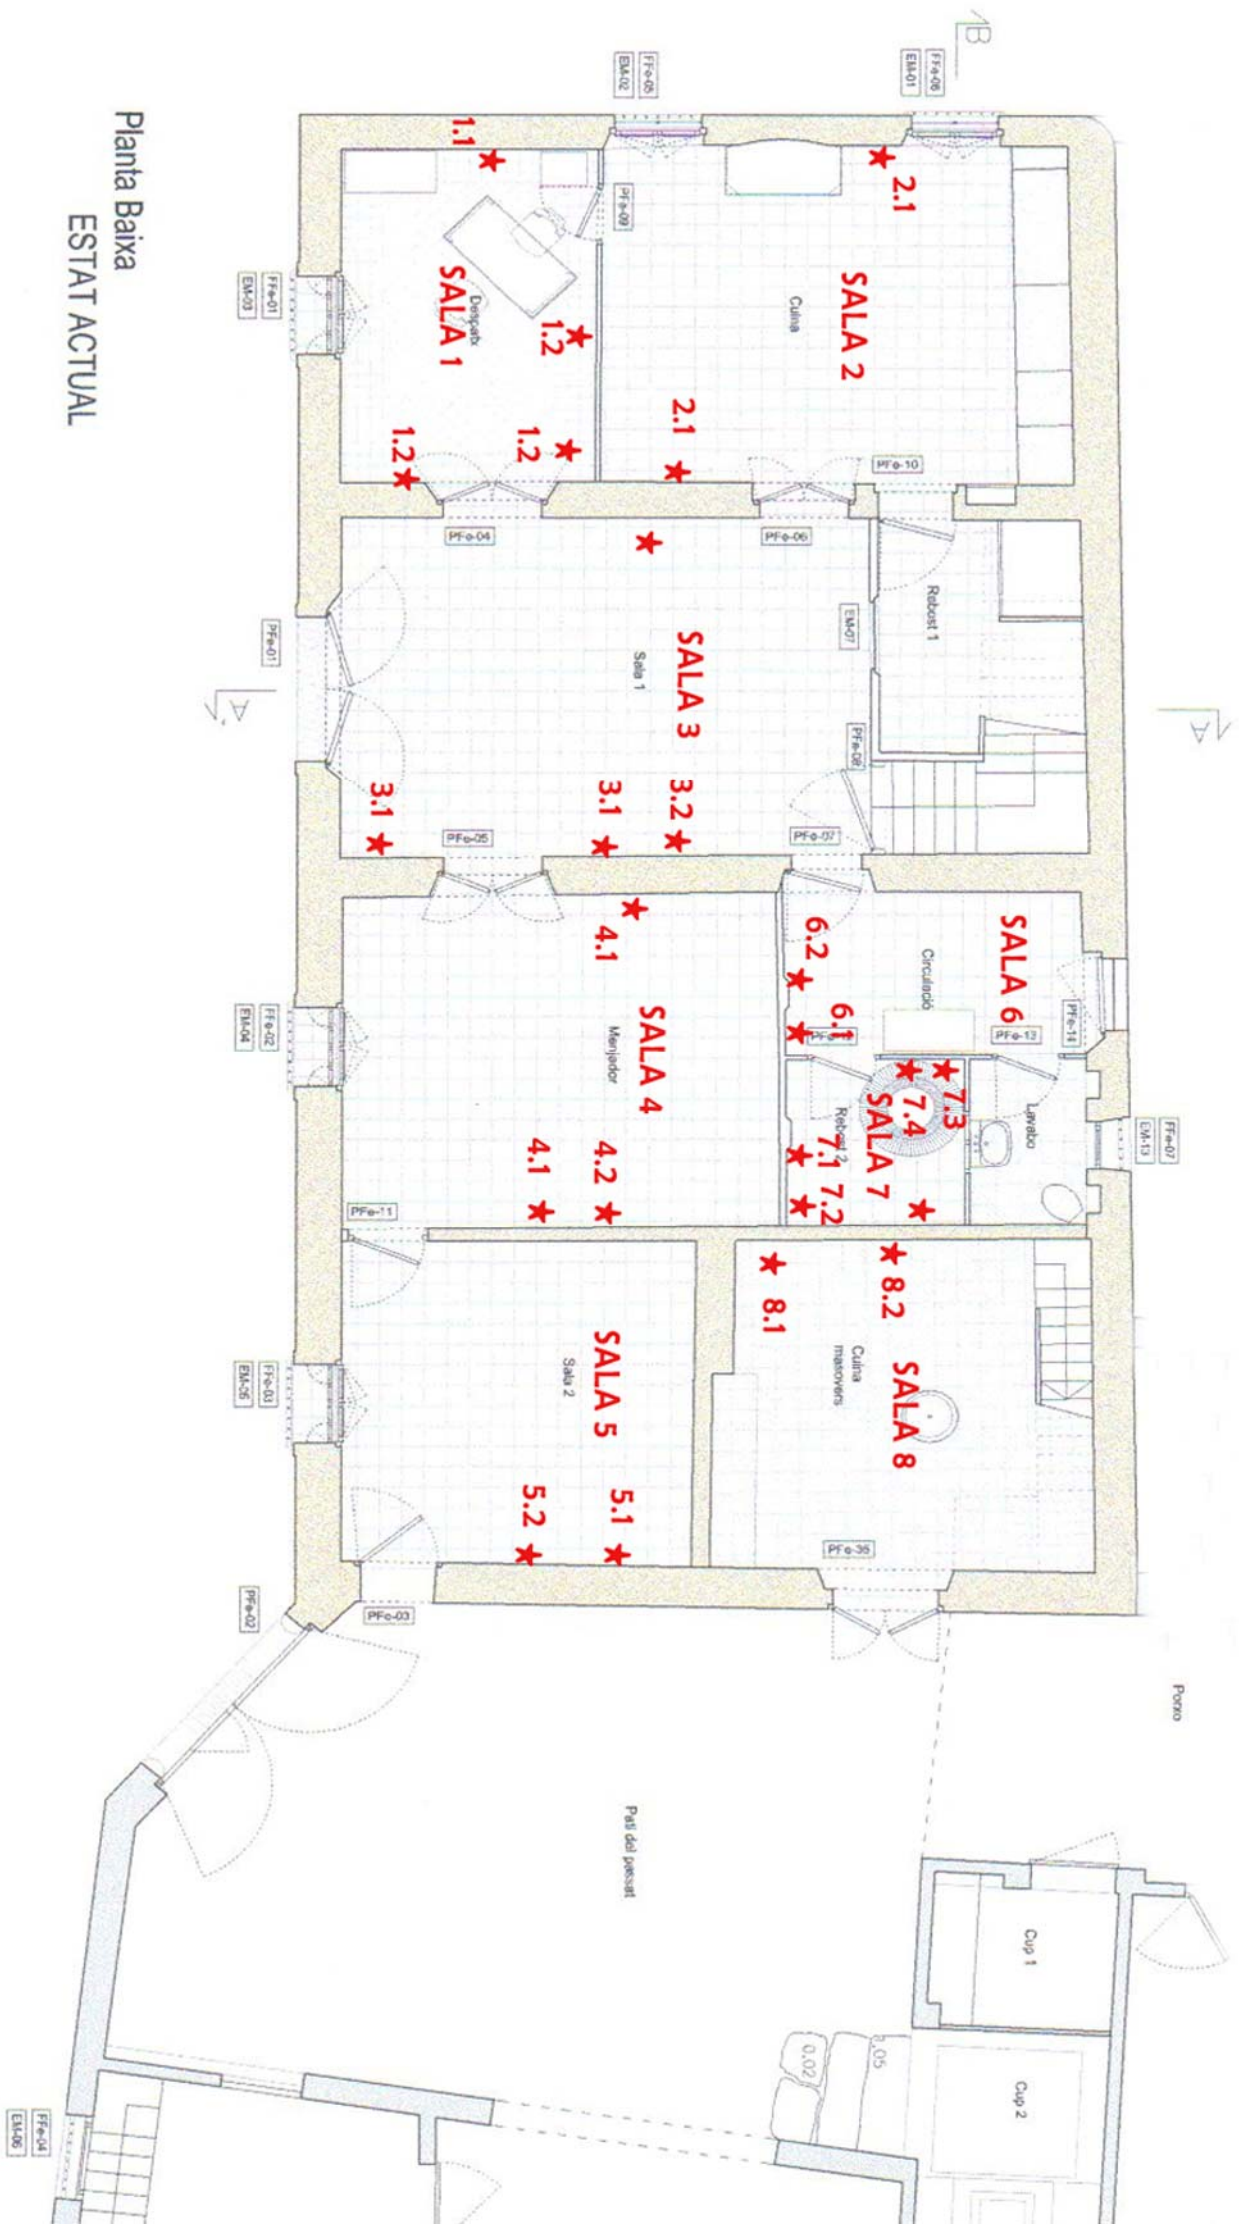 Planta Baixa
ESTAT ACTUAL
1B
FFe-05
EM-02
FFe-06
EM-01
1.1
2.1
PFe-09
SALA 2
Cuina
SALA 1
Despatx
FFe-01
EM-03
1.2
1.2
1.2
2.1
PFe-10
PFe-04
PFe-06
Rebost 1
EM-07
SALA 3
Sala 1
PFe-01
A
A
PFe-08
3.1
3.1
3.2
PFe-05
PFe-07
4.1
6.2
SALA 6
Circulació
6.1
PFe-13
PFe-14
SALA 4
Menjador
FFe-02
EM-04
7.3
7.4
SALA 7
Rebost 2
Lavabo
FFe-07
EM-13
7.1
7.2
4.1
4.2
PFe-11
8.2
8.1
SALA 8
Cuina
masovers
SALA 5
Sala 2
FFe-03
5.2
5.1
PFe-02
PFe-03
Porxo
Pati del passat
Cup 1
Cup 2
0,02
FFe-04
EM-06